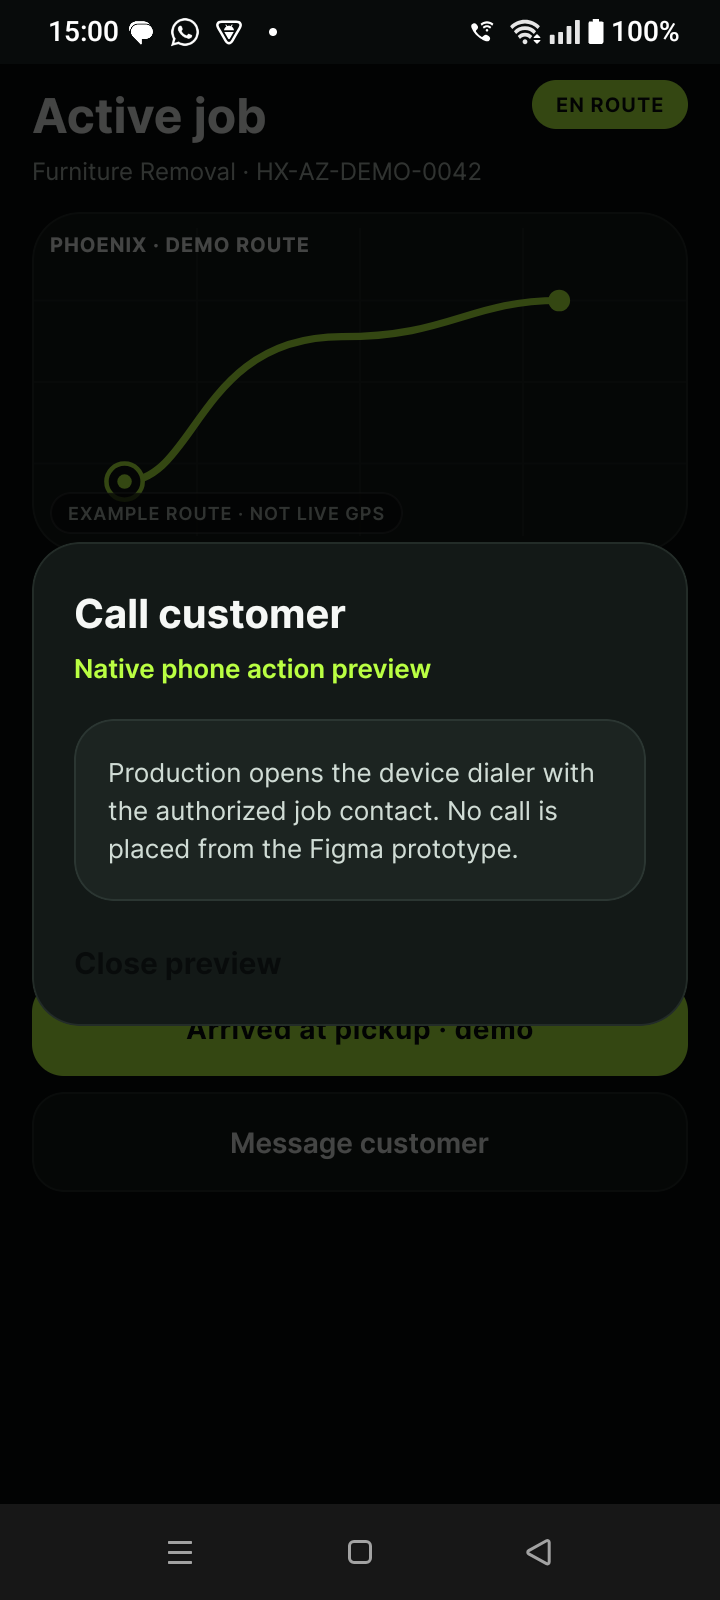 15:00
100%
Active job
EN ROUTE
Furniture Removal · HX-AZ-DEMO-0042
PHOENIX · DEMO ROUTE
EXAMPLE ROUTE · NOT LIVE GPS
Call customer
Native phone action preview
Production opens the device dialer with
the authorized job contact. No call is
placed from the Figma prototype.
Close preview
Arrived at pickup · demo
Message customer